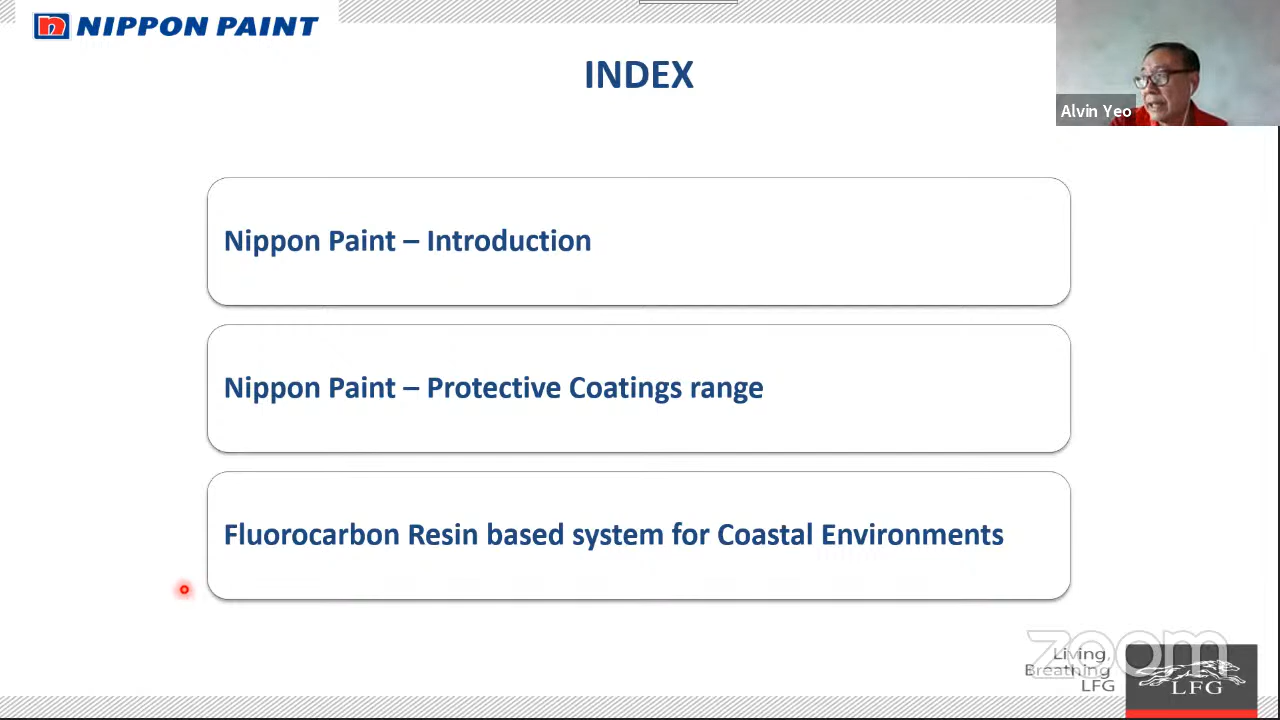 n NIPPON PAINT
INDEX
Alvin Yeo
Nippon Paint – Introduction
Nippon Paint – Protective Coatings range
Fluorocarbon Resin based system for Coastal Environments
zoom
Living,
Breathing
LFG
LFG